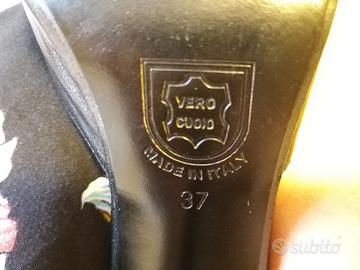 VERO
CUOIO
MADE IN ITALY
37
subito